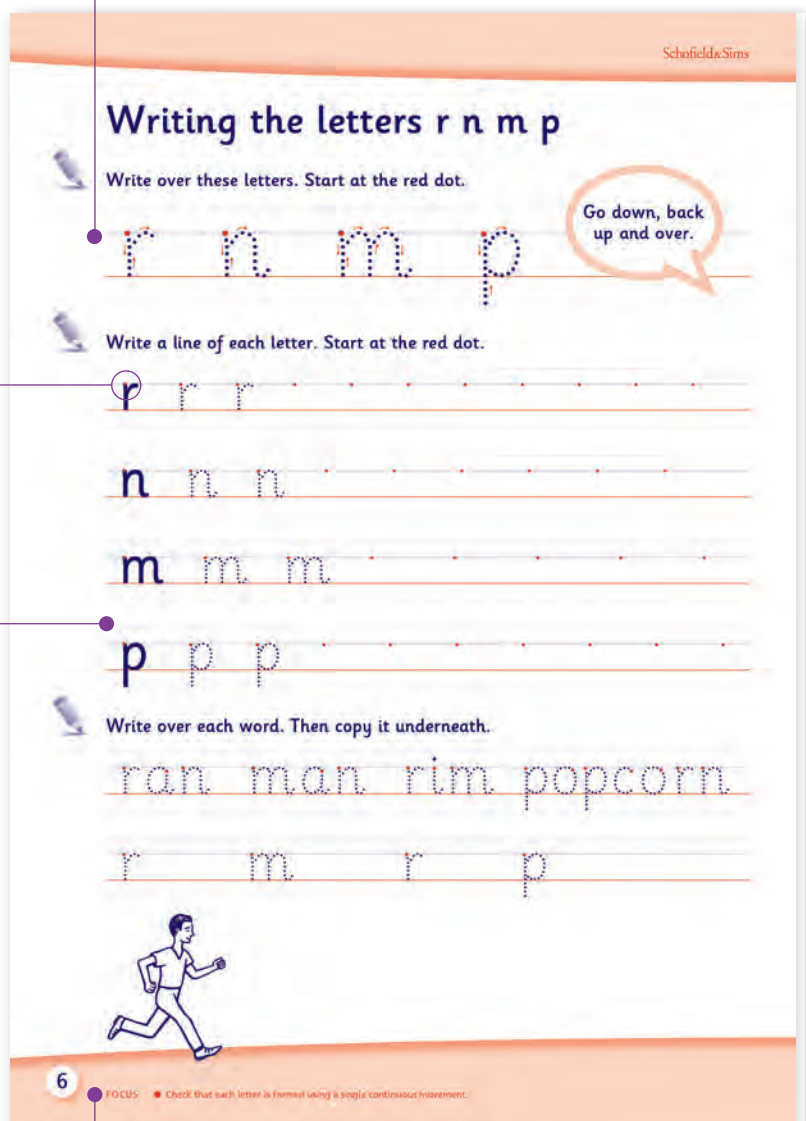 Schofield&Sims
Writing the letters r n m p
Write over these letters. Start at the red dot.
Go down, back
up and over.
r n m p
Write a line of each letter. Start at the red dot.
r r r
n n n
m m m
p p p
Write over each word. Then copy it underneath.
ran man rim popcorn
r m r p
6
FOCUS • Check that each letter is formed using a single continuous movement.